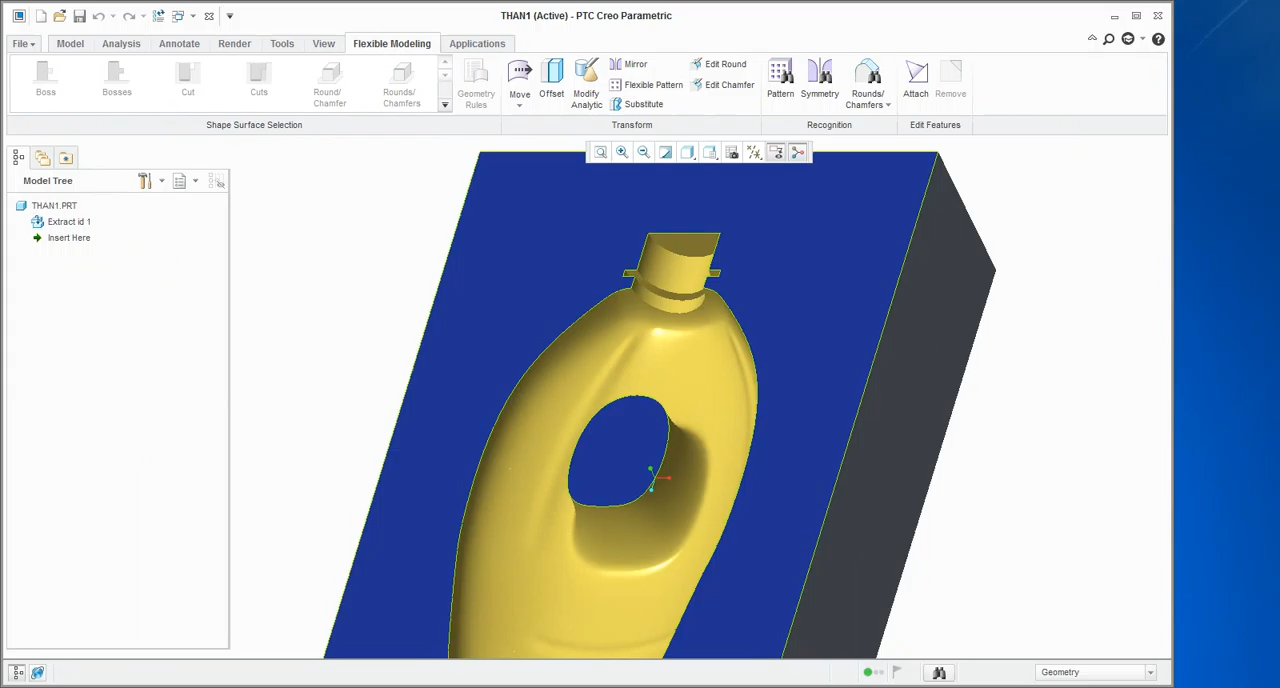 THAN1 (Active) - PTC Creo Parametric
File Model Analysis Annotate Render Tools View Flexible Modeling Applications
Boss
Bosses
Cut
Cuts
Round/
Chamfer
Rounds/
Chamfers
Geometry
Rules
Move
Offset
Modify
Analytic
Mirror
Flexible Pattern
Substitute
Edit Round
Edit Chamfer
Pattern
Symmetry
Rounds/
Chamfers
Attach
Remove
Shape Surface Selection
Transform
Recognition
Edit Features
Model Tree
THAN1.PRT
Extract id 1
Insert Here
Geometry